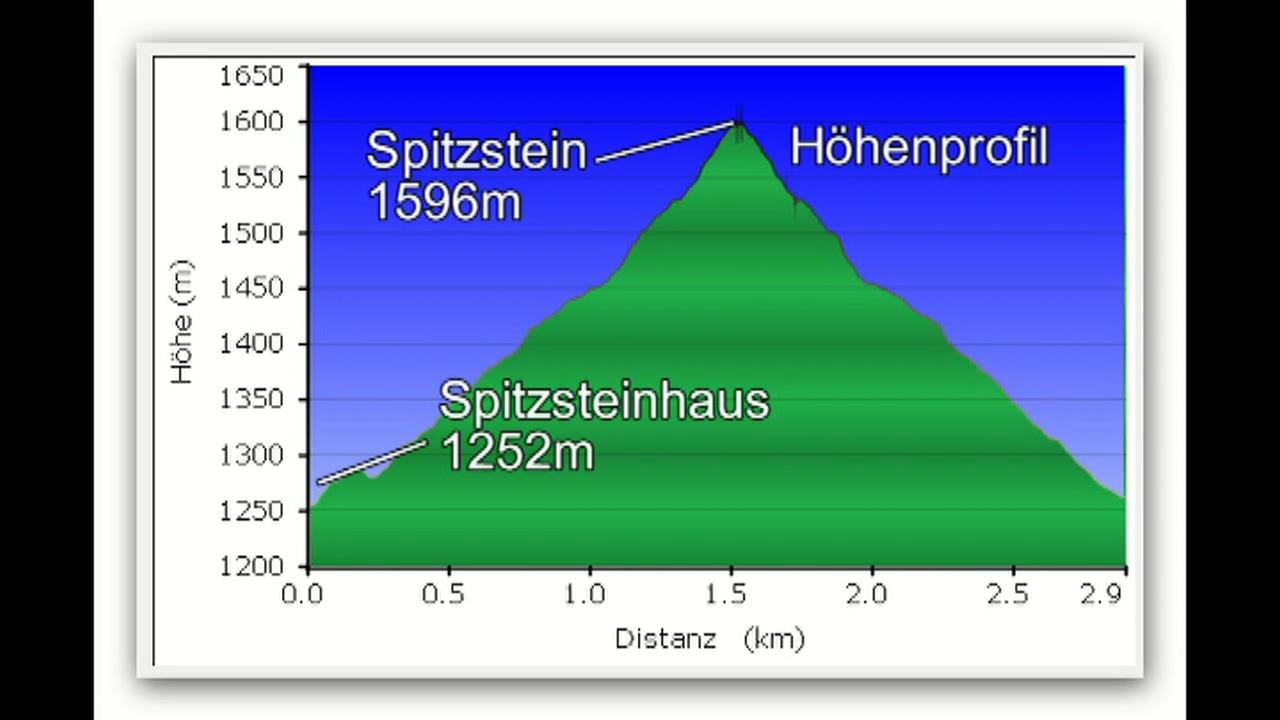 1650
1600
1550
1500
1450
1400
1350
1300
1250
1200
Höhe (m)
Spitzstein
1596m
Höhenprofil
Spitzsteinhaus
1252m
0.0 0.5 1.0 1.5 2.0 2.5 2.9
Distanz (km)